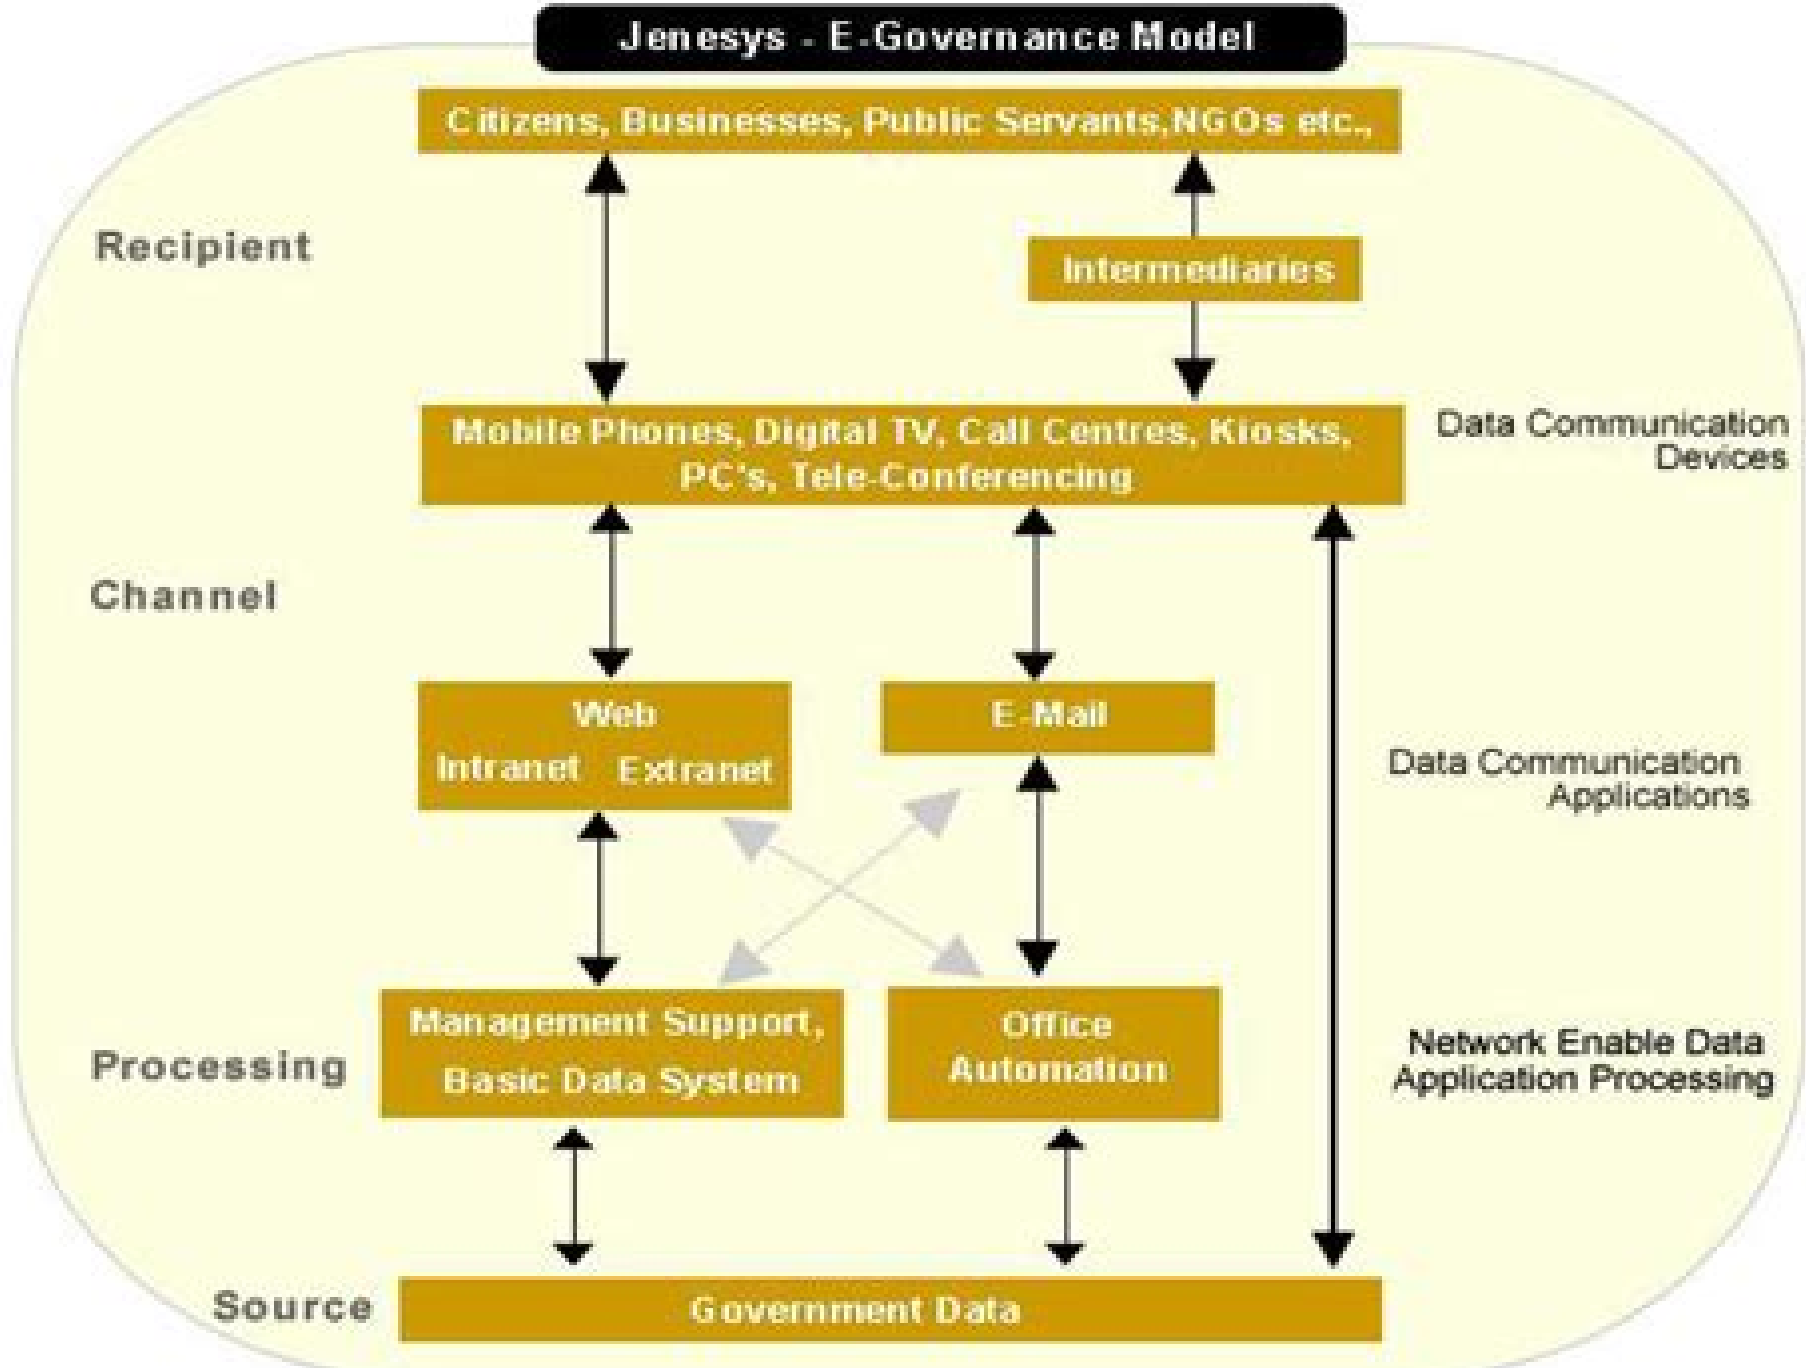 Jenesys - E-Governance Model
Citizens, Businesses, Public Servants,NGOs etc.,
Recipient
Intermediaries
Mobile Phones, Digital TV, Call Centres, Kiosks,
PC's, Tele-Conferencing
Data Communication
Devices
Channel
Web
Intranet Extranet
E-Mail
Data Communication
Applications
Processing
Management Support,
Basic Data System
Office
Automation
Network Enable Data
Application Processing
Source
Government Data